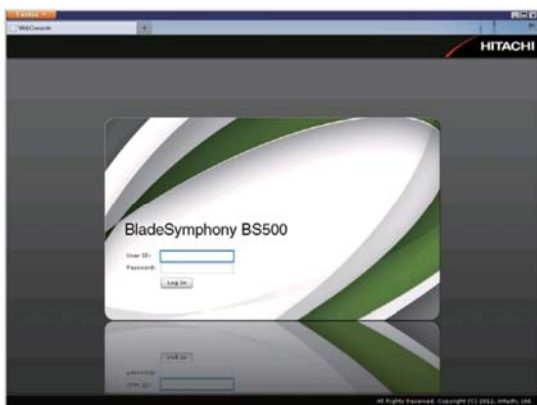 Firefox
WebConsole
HITACHI
BladeSymphony BS500
User ID:
Password:
Log In
All Rights Reserved. Copyright (C) 2012, Hitachi, Ltd.